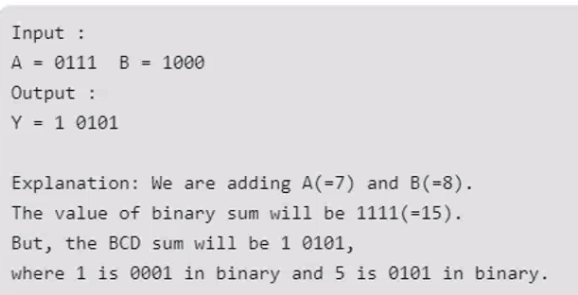 Input :
A = 0111  B = 1000
Output :
Y = 1 0101
Explanation: We are adding A(=7) and B(=8).
The value of binary sum will be 1111(=15).
But, the BCD sum will be 1 0101,
where 1 is 0001 in binary and 5 is 0101 in binary.